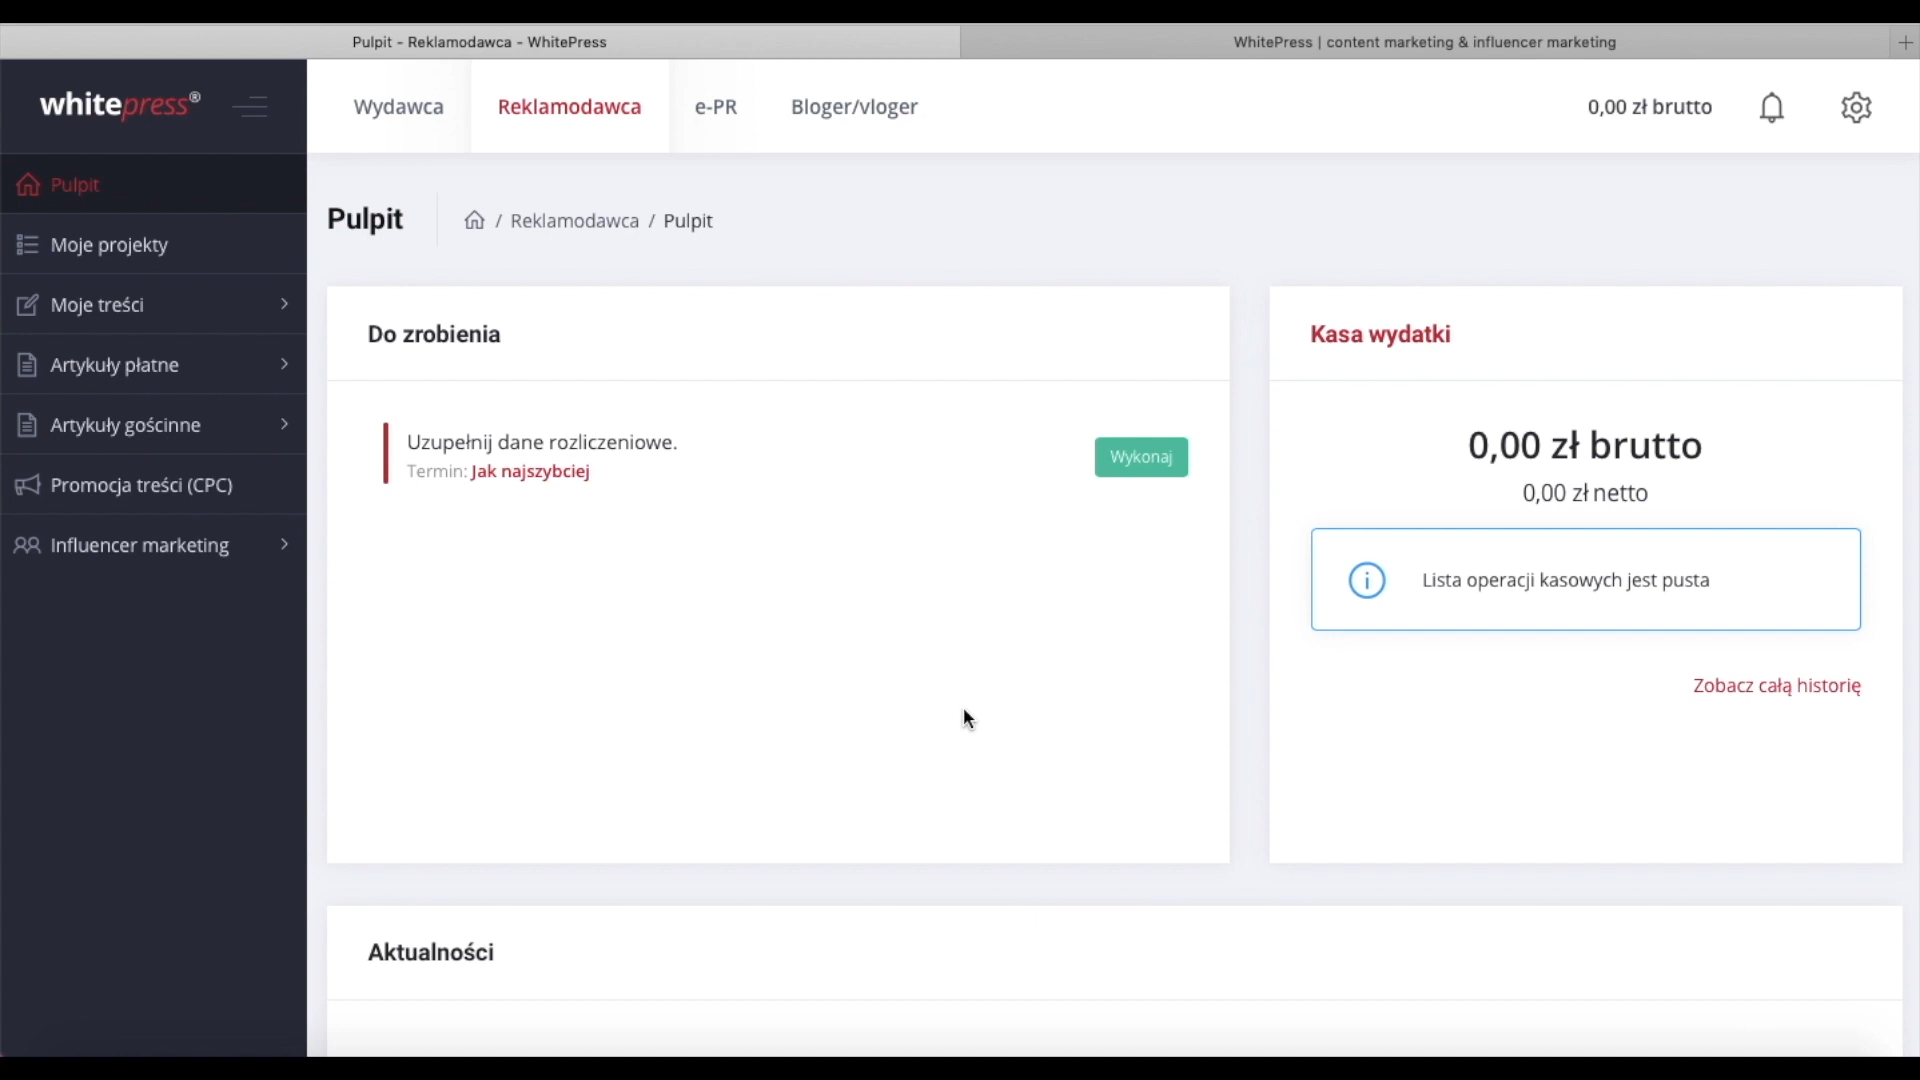 Pulpit - Reklamodawca - WhitePress
WhitePress | content marketing & influencer marketing
whitepress®
Wydawca
Reklamodawca
e-PR
Bloger/vloger
0,00 zł brutto
Pulpit
Moje projekty
Moje treści
Artykuły płatne
Artykuły gościnne
Promocja treści (CPC)
Influencer marketing
Pulpit
/ Reklamodawca / Pulpit
Do zrobienia
Uzupełnij dane rozliczeniowe.
Termin: Jak najszybciej
Wykonaj
Kasa wydatki
0,00 zł brutto
0,00 zł netto
Lista operacji kasowych jest pusta
Zobacz całą historię
Aktualności